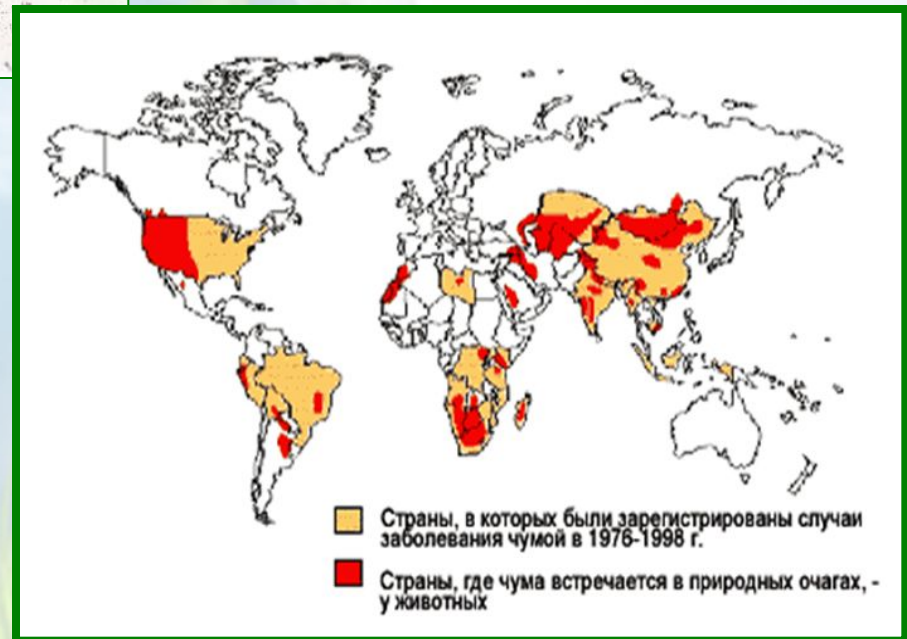 Страны, в которых были зарегистрированы случаи
заболевания чумой в 1976-1998 г.
Страны, где чума встречается в природных очагах, -
у животных